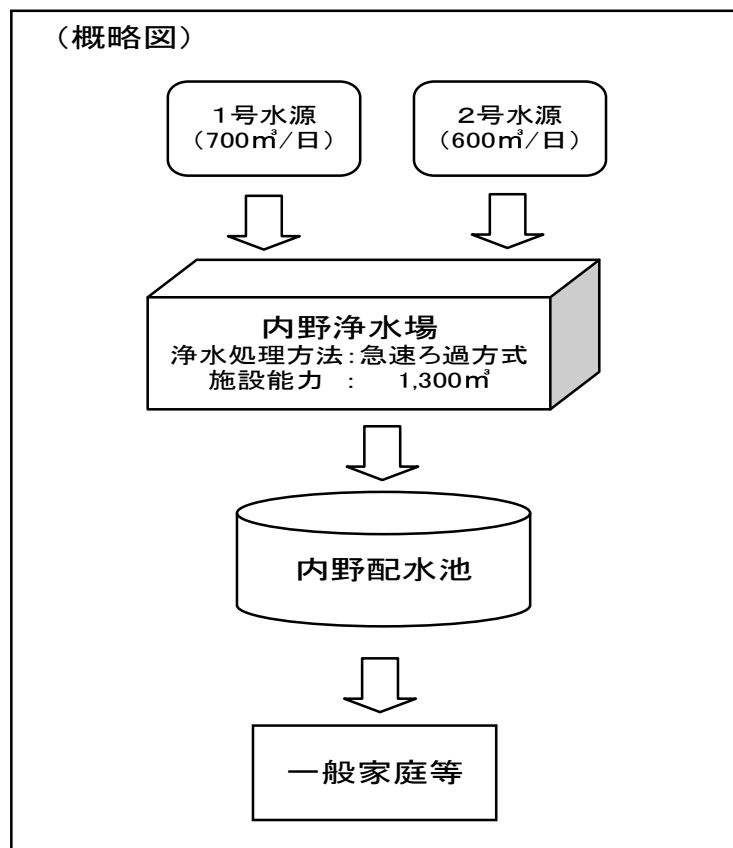 （概略図）
1号水源
（700㎥/日）
2号水源
（600㎥/日）
内野浄水場
浄水処理方法：急速ろ過方式
施設能力　：　1,300㎥
内野配水池
一般家庭等